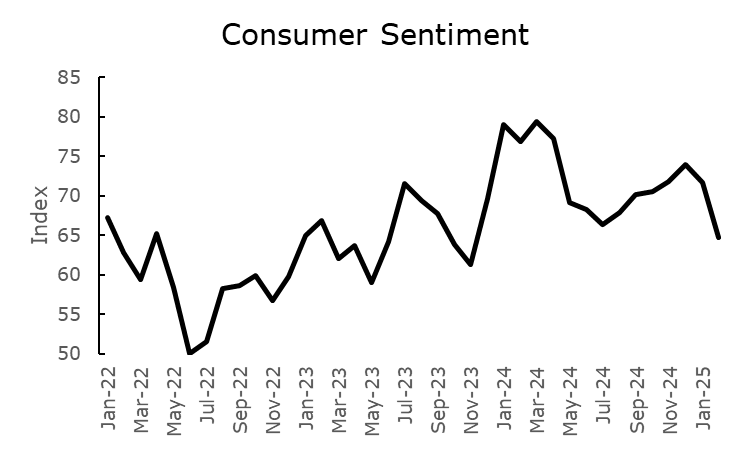 Consumer Sentiment
85
80
75
70
65
60
55
50
Index
Jan-22
Mar-22
May-22
Jul-22
Sep-22
Nov-22
Jan-23
Mar-23
May-23
Jul-23
Sep-23
Nov-23
Jan-24
Mar-24
May-24
Jul-24
Sep-24
Nov-24
Jan-25